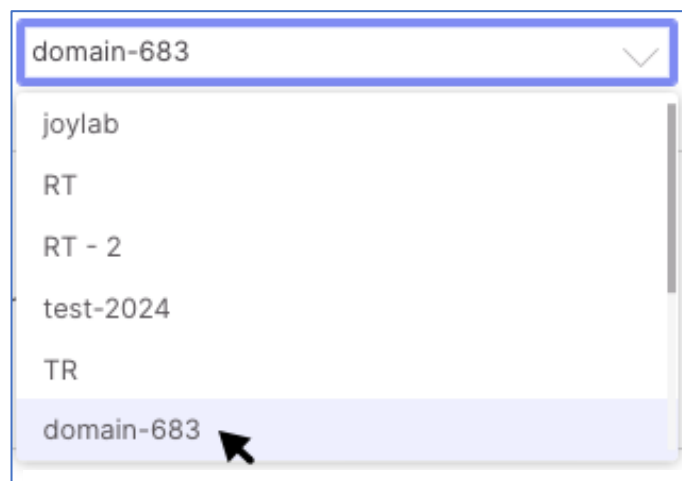 domain-683
joylab
RT
RT - 2
test-2024
TR
domain-683